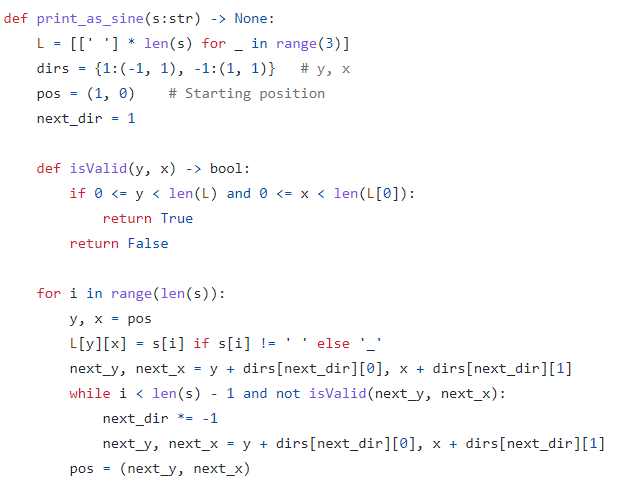 def print_as_sine(s:str) -> None:
    L = [[' '] * len(s) for _ in range(3)]
    dirs = {1:(-1, 1), -1:(1, 1)}   # y, x
    pos = (1, 0)    # Starting position
    next_dir = 1

    def isValid(y, x) -> bool:
        if 0 <= y < len(L) and 0 <= x < len(L[0]):
            return True
        return False

    for i in range(len(s)):
        y, x = pos
        L[y][x] = s[i] if s[i] != ' ' else '_'
        next_y, next_x = y + dirs[next_dir][0], x + dirs[next_dir][1]
        while i < len(s) - 1 and not isValid(next_y, next_x):
            next_dir *= -1
            next_y, next_x = y + dirs[next_dir][0], x + dirs[next_dir][1]
        pos = (next_y, next_x)